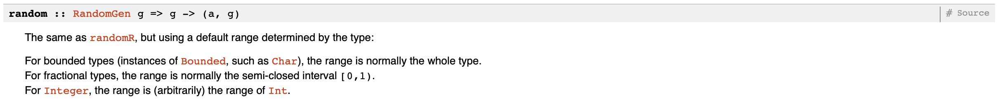 random :: RandomGen g => g -> (a, g) # Source
The same as randomR, but using a default range determined by the type:
For bounded types (instances of Bounded, such as Char), the range is normally the whole type.
For fractional types, the range is normally the semi-closed interval [0,1).
For Integer, the range is (arbitrarily) the range of Int.